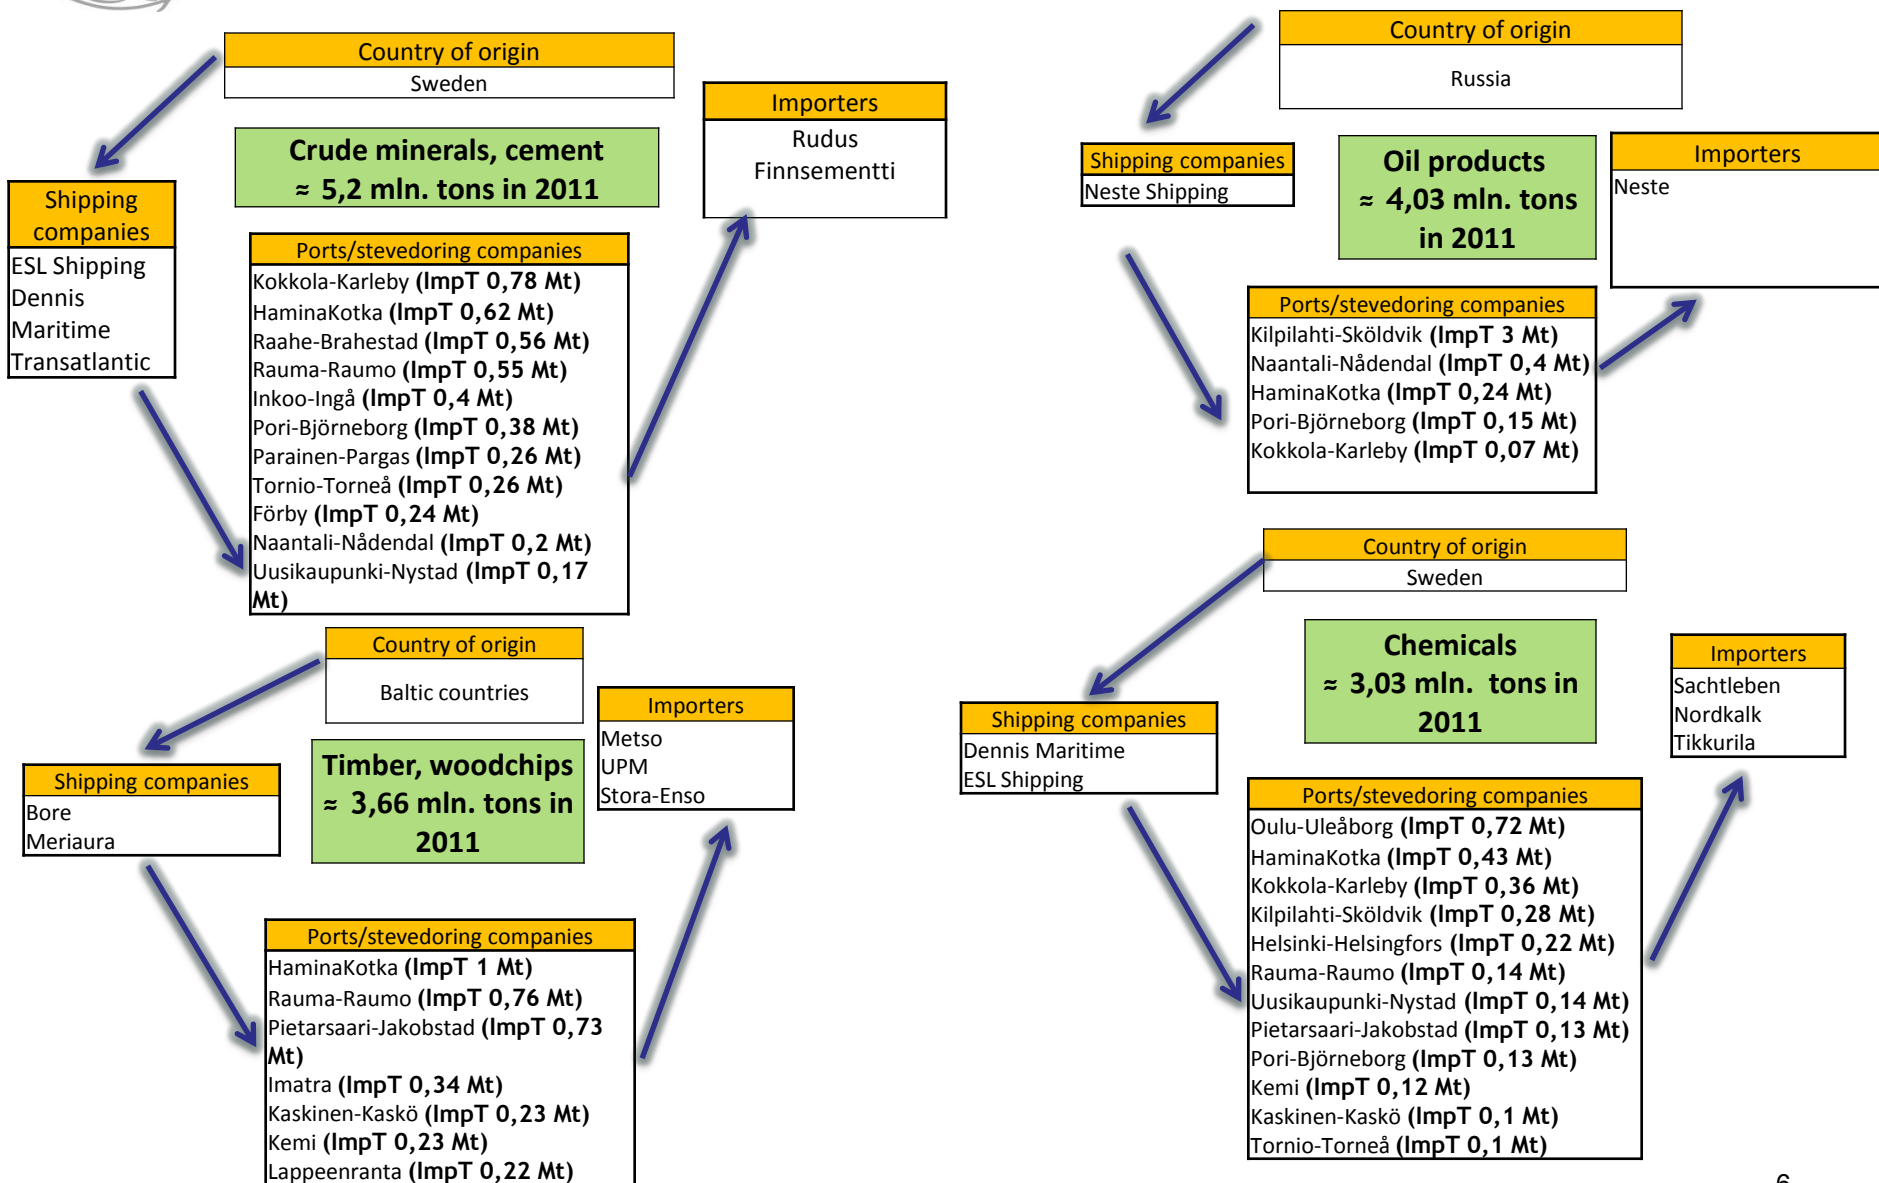 Country of origin
Sweden
Crude minerals, cement
≈ 5,2 mln. tons in 2011
Importers
Rudus
Finnsementti
Shipping
companies
ESL Shipping
Dennis
Maritime
Transatlantic
Ports/stevedoring companies
Kokkola-Karleby (ImpT 0,78 Mt)
HaminaKotka (ImpT 0,62 Mt)
Raahe-Brahestad (ImpT 0,56 Mt)
Rauma-Raumo (ImpT 0,55 Mt)
Inkoo-Ingå (ImpT 0,4 Mt)
Pori-Björneborg (ImpT 0,38 Mt)
Parainen-Pargas (ImpT 0,26 Mt)
Tornio-Torneå (ImpT 0,26 Mt)
Förby (ImpT 0,24 Mt)
Naantali-Nådendal (ImpT 0,2 Mt)
Uusikaupunki-Nystad (ImpT 0,17
Mt)
Country of origin
Russia
Shipping companies
Neste Shipping
Oil products
≈ 4,03 mln. tons
in 2011
Importers
Neste
Ports/stevedoring companies
Kilpilahti-Sköldvik (ImpT 3 Mt)
Naantali-Nådendal (ImpT 0,4 Mt)
HaminaKotka (ImpT 0,24 Mt)
Pori-Björneborg (ImpT 0,15 Mt)
Kokkola-Karleby (ImpT 0,07 Mt)
Country of origin
Baltic countries
Importers
Metso
UPM
Stora-Enso
Timber, woodchips
≈ 3,66 mln. tons in
2011
Shipping companies
Bore
Meriaura
Ports/stevedoring companies
HaminaKotka (ImpT 1 Mt)
Rauma-Raumo (ImpT 0,76 Mt)
Pietarsaari-Jakobstad (ImpT 0,73
Mt)
Imatra (ImpT 0,34 Mt)
Kaskinen-Kaskö (ImpT 0,23 Mt)
Kemi (ImpT 0,23 Mt)
Lappeenranta (ImpT 0,22 Mt)
Country of origin
Sweden
Chemicals
≈ 3,03 mln. tons in
2011
Importers
Sachtleben
Nordkalk
Tikkurila
Shipping companies
Dennis Maritime
ESL Shipping
Ports/stevedoring companies
Oulu-Uleåborg (ImpT 0,72 Mt)
HaminaKotka (ImpT 0,43 Mt)
Kokkola-Karleby (ImpT 0,36 Mt)
Kilpilahti-Sköldvik (ImpT 0,28 Mt)
Helsinki-Helsingfors (ImpT 0,22 Mt)
Rauma-Raumo (ImpT 0,14 Mt)
Uusikaupunki-Nystad (ImpT 0,14 Mt)
Pietarsaari-Jakobstad (ImpT 0,13 Mt)
Pori-Björneborg (ImpT 0,13 Mt)
Kemi (ImpT 0,12 Mt)
Kaskinen-Kaskö (ImpT 0,1 Mt)
Tornio-Torneå (ImpT 0,1 Mt)
6